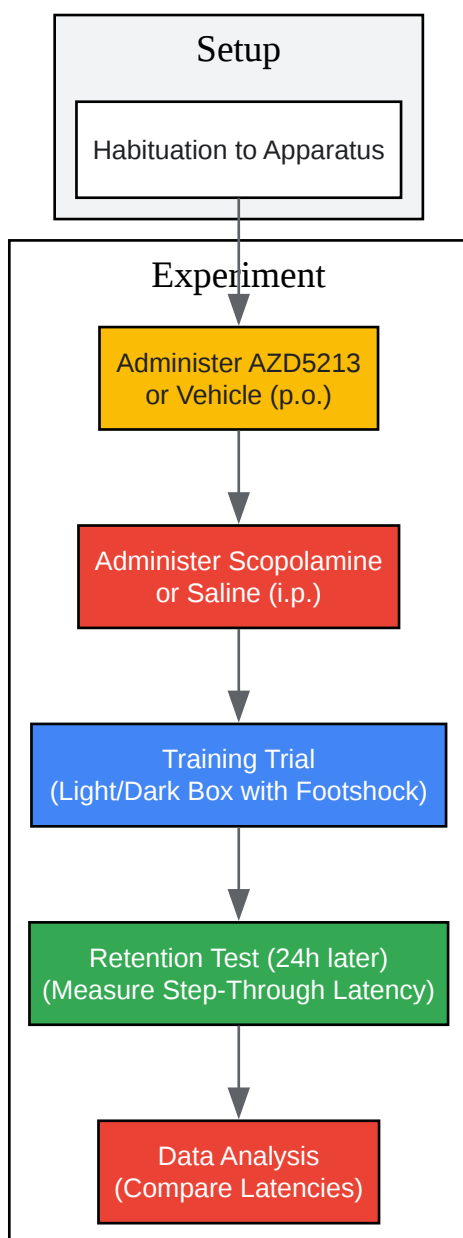 Setup
Habituation to Apparatus
Experiment
Administer AZD5213
or Vehicle (p.o.)
Administer Scopolamine
or Saline (i.p.)
Training Trial
(Light/Dark Box with Footshock)
Retention Test (24h later)
(Measure Step-Through Latency)
Data Analysis
(Compare Latencies)